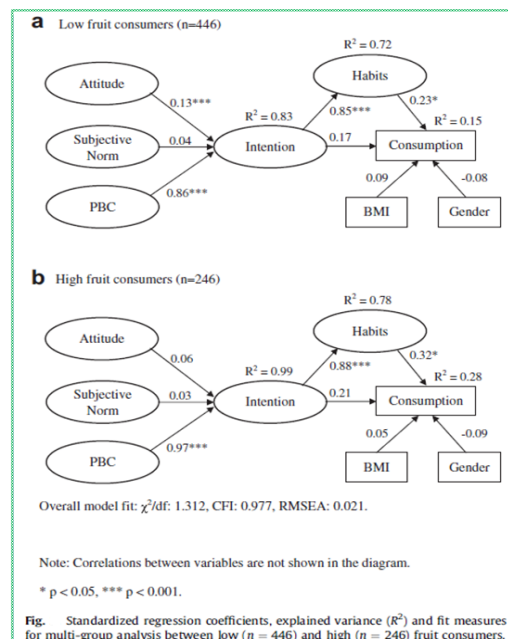 a Low fruit consumers (n=446)
R² = 0.72
Habits
Attitude
0.13***
R² = 0.83
0.85***
0.23*
R² = 0.15
Subjective Norm
0.04
Intention
0.17
Consumption
0.86***
0.09
-0.08
PBC
BMI
Gender
b High fruit consumers (n=246)
R² = 0.78
Habits
Attitude
0.06
R² = 0.99
0.88***
0.32*
R² = 0.28
Subjective Norm
0.03
Intention
0.21
Consumption
0.97***
0.05
-0.09
PBC
BMI
Gender
Overall model fit: χ²/df: 1.312, CFI: 0.977, RMSEA: 0.021.
Note: Correlations between variables are not shown in the diagram.
* p < 0.05, *** p < 0.001.
Fig. Standardized regression coefficients, explained variance (R²) and fit measures
for multi-group analysis between low (n = 446) and high (n = 246) fruit consumers.